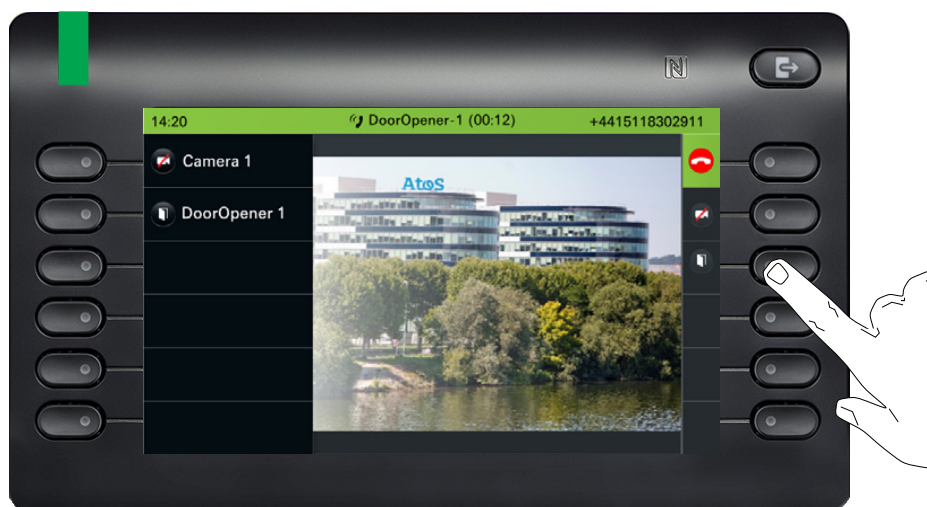 14:20
DoorOpener-1 (00:12)
+4415118302911
Camera 1
AtoS
DoorOpener 1